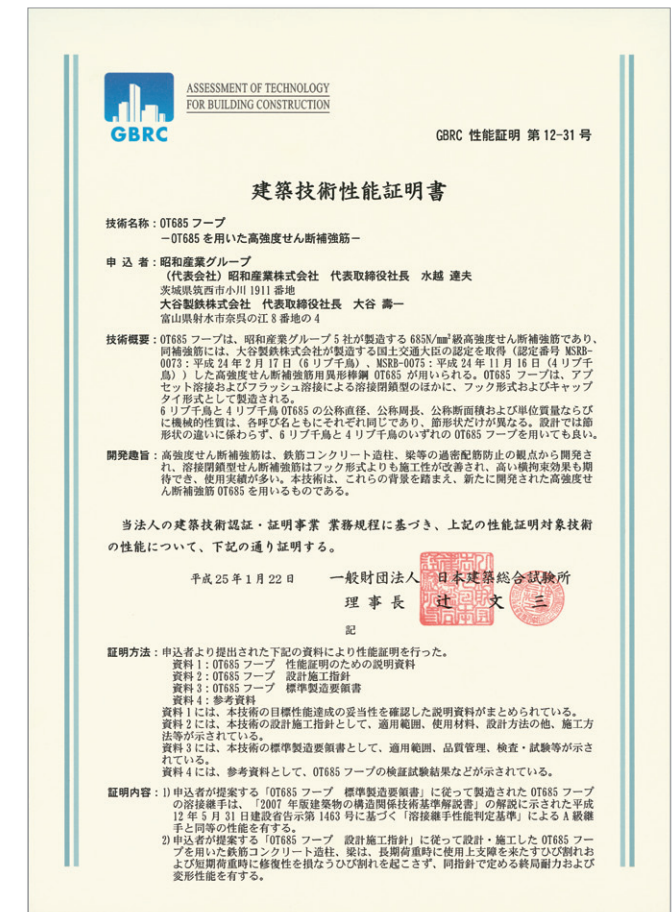 ASSESSMENT OF TECHNOLOGY
FOR BUILDING CONSTRUCTION
GBRC
GBRC 性能証明 第12-31号
建築技術性能証明書
技術名称：OT685 フープ
－OT685 を用いた高強度せん断補強筋－
申 込 者：昭和産業グループ
（代表会社）昭和産業株式会社 代表取締役社長 水越 達夫
茨城県筑西市小川 1911 番地
大谷製鉄株式会社 代表取締役社長 大谷 壽一
富山県射水市奈呉の江 8 番地の 4
技術概要：OT685 フープは、昭和産業グループ 5 社が製造する 685N/mm²級高強度せん断補強筋であり、
同補強筋には、大谷製鉄株式会社が製造する国土交通大臣の認定を取得（認定番号 MSRB-
0073：平成 24 年 2 月 17 日（6 リブ千鳥）、MSRB-0075：平成 24 年 11 月 16 日（4 リブ千
鳥））した高強度せん断補強筋用異形棒鋼 OT685 が用いられる。OT685 フープは、アプ
セット溶接およびフラッシュ溶接による溶接閉鎖型のほかに、フック形式およびキャップ
タイ形式として製造される。
6 リブ千鳥と 4 リブ千鳥 OT685 の公称直径、公称周長、公称断面積および単位質量ならび
に機械的性質は、各呼び名ともにそれぞれ同じであり、節形状だけが異なる。設計では節
形状の違いに係わらず、6 リブ千鳥と 4 リブ千鳥のいずれの OT685 フープを用いても良い。
開発趣旨：高強度せん断補強筋は、鉄筋コンクリート造柱、梁等の過密配筋防止の観点から開発さ
れ、溶接閉鎖型せん断補強筋はフック形式よりも施工性が改善され、高い横拘束効果も期
待でき、使用実績が多い。本技術は、これらの背景を踏まえ、新たに開発された高強度せ
ん断補強筋 OT685 を用いるものである。
当法人の建築技術認証・証明事業 業務規程に基づき、上記の性能証明対象技術
の性能について、下記の通り証明する。
平成 25 年 1 月 22 日
一般財団法人 日本建築総合試験所
理 事 長 辻 文 三
記
証明方法：申込者より提出された下記の資料により性能証明を行った。
資料 1：OT685 フープ 性能証明のための説明資料
資料 2：OT685 フープ 設計施工指針
資料 3：OT685 フープ 標準製造要領書
資料 4：参考資料
資料 1 には、本技術の目標性能達成の妥当性を確認した説明資料がまとめられている。
資料 2 には、本技術の設計施工指針として、適用範囲、使用材料、設計方法の他、施工方
法等が示されている。
資料 3 には、本技術の標準製造要領書として、適用範囲、品質管理、検査・試験等が示さ
れている。
資料 4 には、参考資料として、OT685 フープの検証試験結果などが示されている。
証明内容：1) 申込者が提案する「OT685 フープ 標準製造要領書」に従って製造された OT685 フープ
の溶接継手は、「2007 年版建築物の構造関係技術基準解説書」の解説に示された平成
12 年 5 月 31 日建設省告示第 1463 号に基づく「溶接継手性能判定基準」による A 級継
手と同等の性能を有する。
2) 申込者が提案する「OT685 フープ 設計施工指針」に従って設計・施工した OT685 フー
プを用いた鉄筋コンクリート造柱、梁は、長期荷重時に使用上支障を来たすひび割れお
よび短期荷重時に修復性を損なうひび割れを起こさず、同指針で定める終局耐力および
変形性能を有する。